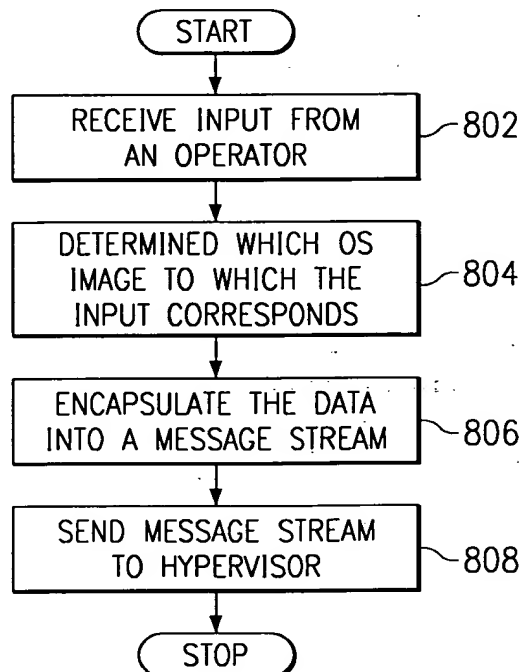 START
RECEIVE INPUT FROM
AN OPERATOR
802
DETERMINED WHICH OS
IMAGE TO WHICH THE
INPUT CORRESPONDS
804
ENCAPSULATE THE DATA
INTO A MESSAGE STREAM
806
SEND MESSAGE STREAM
TO HYPERVISOR
808
STOP